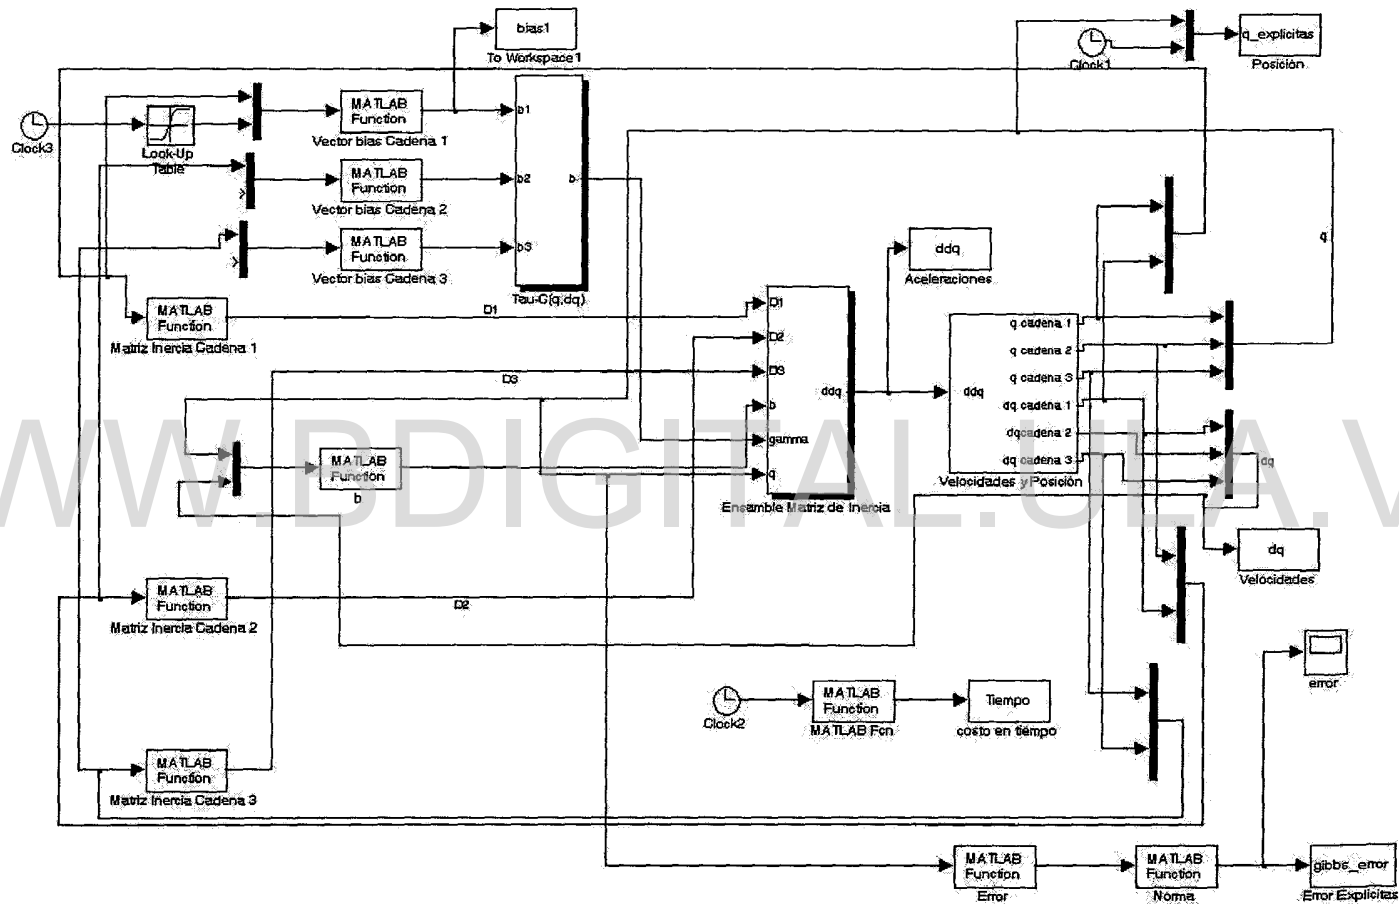 bias1
To Workspace1
Clock1
q_explicitas
Posición
Clock3
Look-Up
Table
MATLAB
Function
Vector bias Cadena 1
MATLAB
Function
Vector bias Cadena 2
MATLAB
Function
Vector bias Cadena 3
b1
b2
b3
b
Tau-C(q,dq)
q
ddq
Aceleraciones
MATLAB
Function
Matriz Inercia Cadena 1
D1
D3
D1
D2
D3
b
gamma
q
ddq
Ensamble Matriz de Inercia
ddq
q cadena 1
q cadena 2
q cadena 3
dq cadena 1
dqcadena 2
dq cadena 3
Velocidades y Posición
dq
MATLAB
Function
b
WWW.BDIGITAL.ULA.V
dq
Velocidades
MATLAB
Function
Matriz Inercia Cadena 2
D2
error
Clock2
MATLAB
Function
MATLAB Fcn
Tiempo
costo en tiempo
MATLAB
Function
Matriz Inercia Cadena 3
MATLAB
Function
Error
MATLAB
Function
Norma
gibbs_error
Error Explicitas